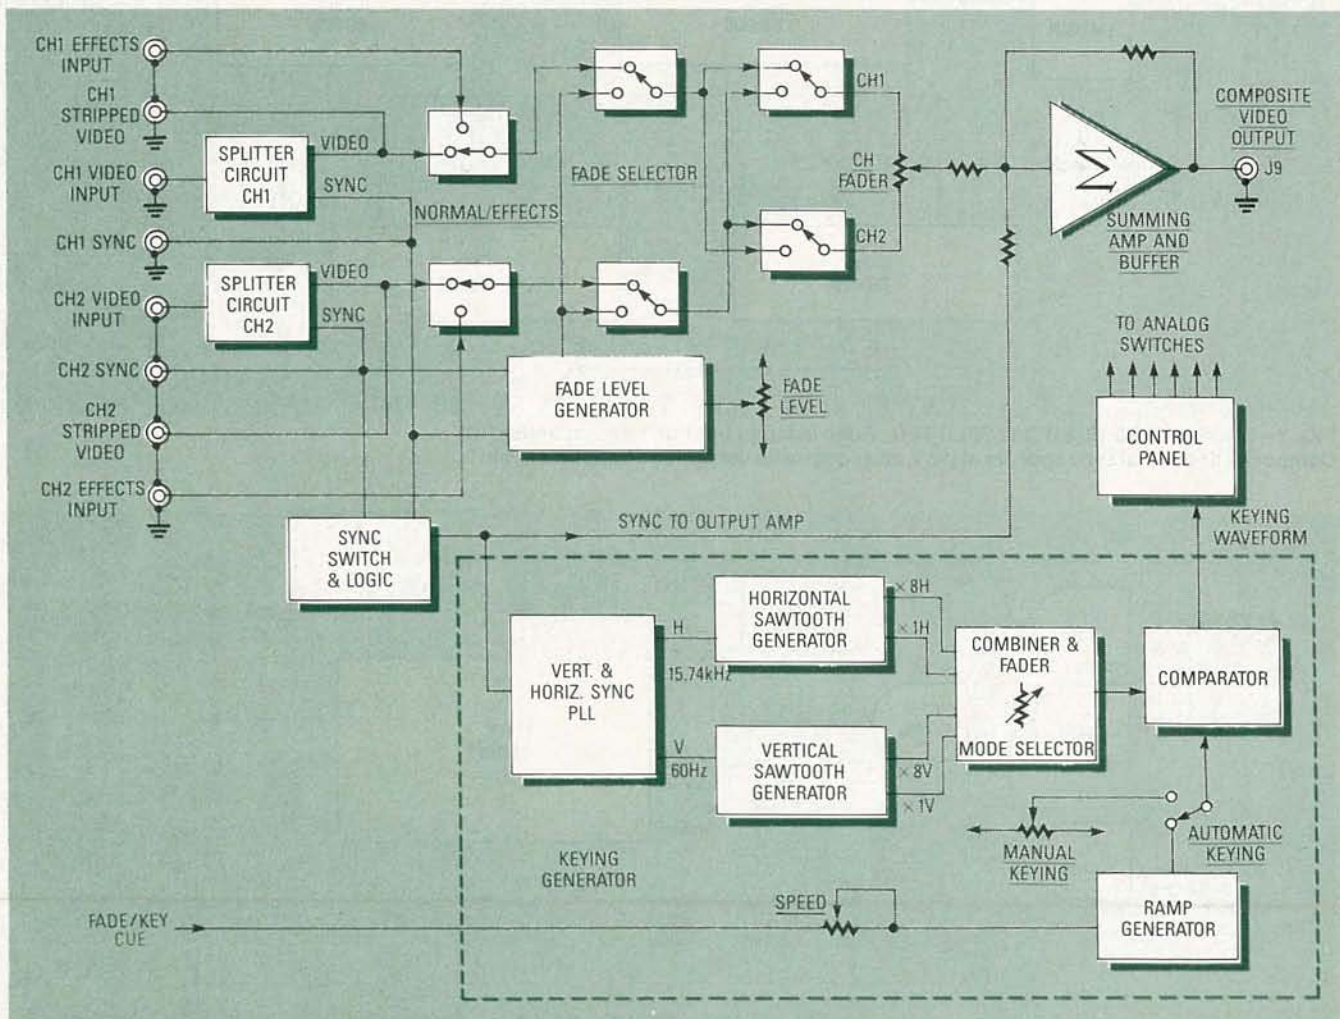 CH1 EFFECTS
INPUT
CH1
STRIPPED
VIDEO
CH1 VIDEO
INPUT
CH1 SYNC
CH2 VIDEO
INPUT
CH2 SYNC
CH2
STRIPPED
VIDEO
CH2 EFFECTS
INPUT
SPLITTER
CIRCUIT
CH1
VIDEO
SYNC
SPLITTER
CIRCUIT
CH2
VIDEO
SYNC
NORMAL/EFFECTS
FADE SELECTOR
CH1
CH2
CH
FADER
Σ
SUMMING
AMP AND
BUFFER
COMPOSITE
VIDEO
OUTPUT
J9
FADE LEVEL
GENERATOR
FADE
LEVEL
TO ANALOG
SWITCHES
CONTROL
PANEL
KEYING
WAVEFORM
SYNC
SWITCH
& LOGIC
SYNC TO OUTPUT AMP
VERT. &
HORIZ. SYNC
PLL
H
15.74kHz
V
60Hz
HORIZONTAL
SAWTOOTH
GENERATOR
×8H
×1H
VERTICAL
SAWTOOTH
GENERATOR
×8V
×1V
COMBINER &
FADER
MODE SELECTOR
COMPARATOR
MANUAL
KEYING
AUTOMATIC
KEYING
KEYING
GENERATOR
SPEED
RAMP
GENERATOR
FADE/KEY
CUE